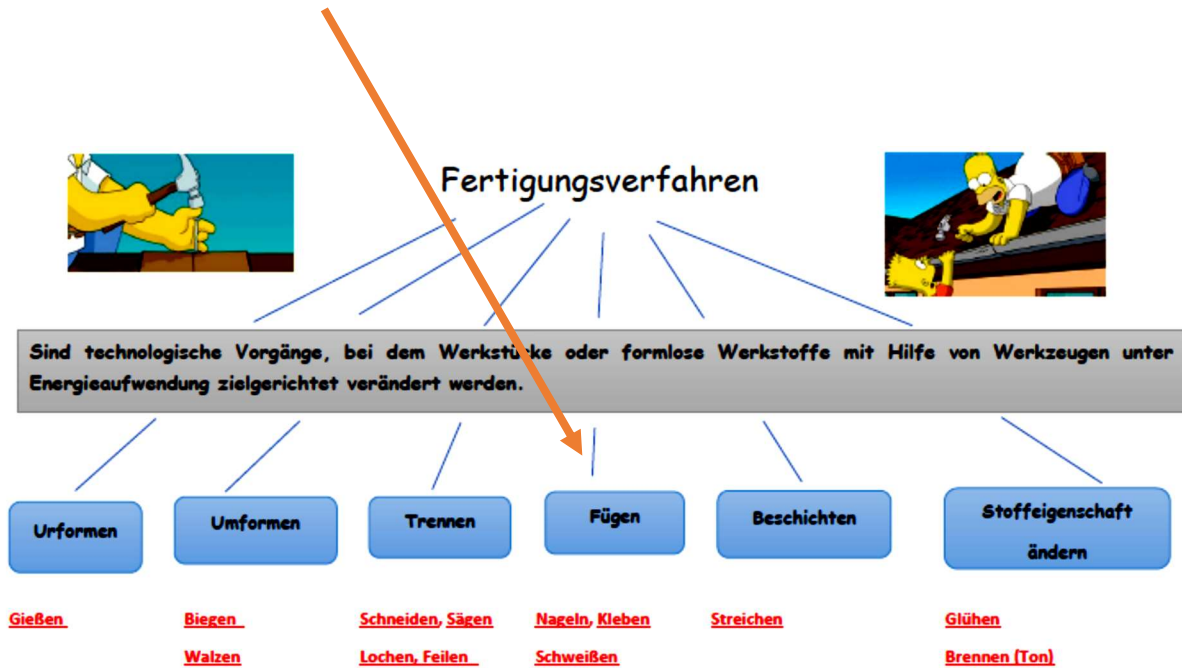 Fertigungsverfahren
Sind technologische Vorgänge, bei dem Werkstücke oder formlose Werkstoffe mit Hilfe von Werkzeugen unter
Energieaufwendung zielgerichtet verändert werden.
Urformen
Umformen
Trennen
Fügen
Beschichten
Stoffeigenschaft
ändern
Gießen
Biegen
Schneiden, Sägen
Nageln, Kleben
Streichen
Glühen
Walzen
Lochen, Feilen
Schweißen
Brennen (Ton)